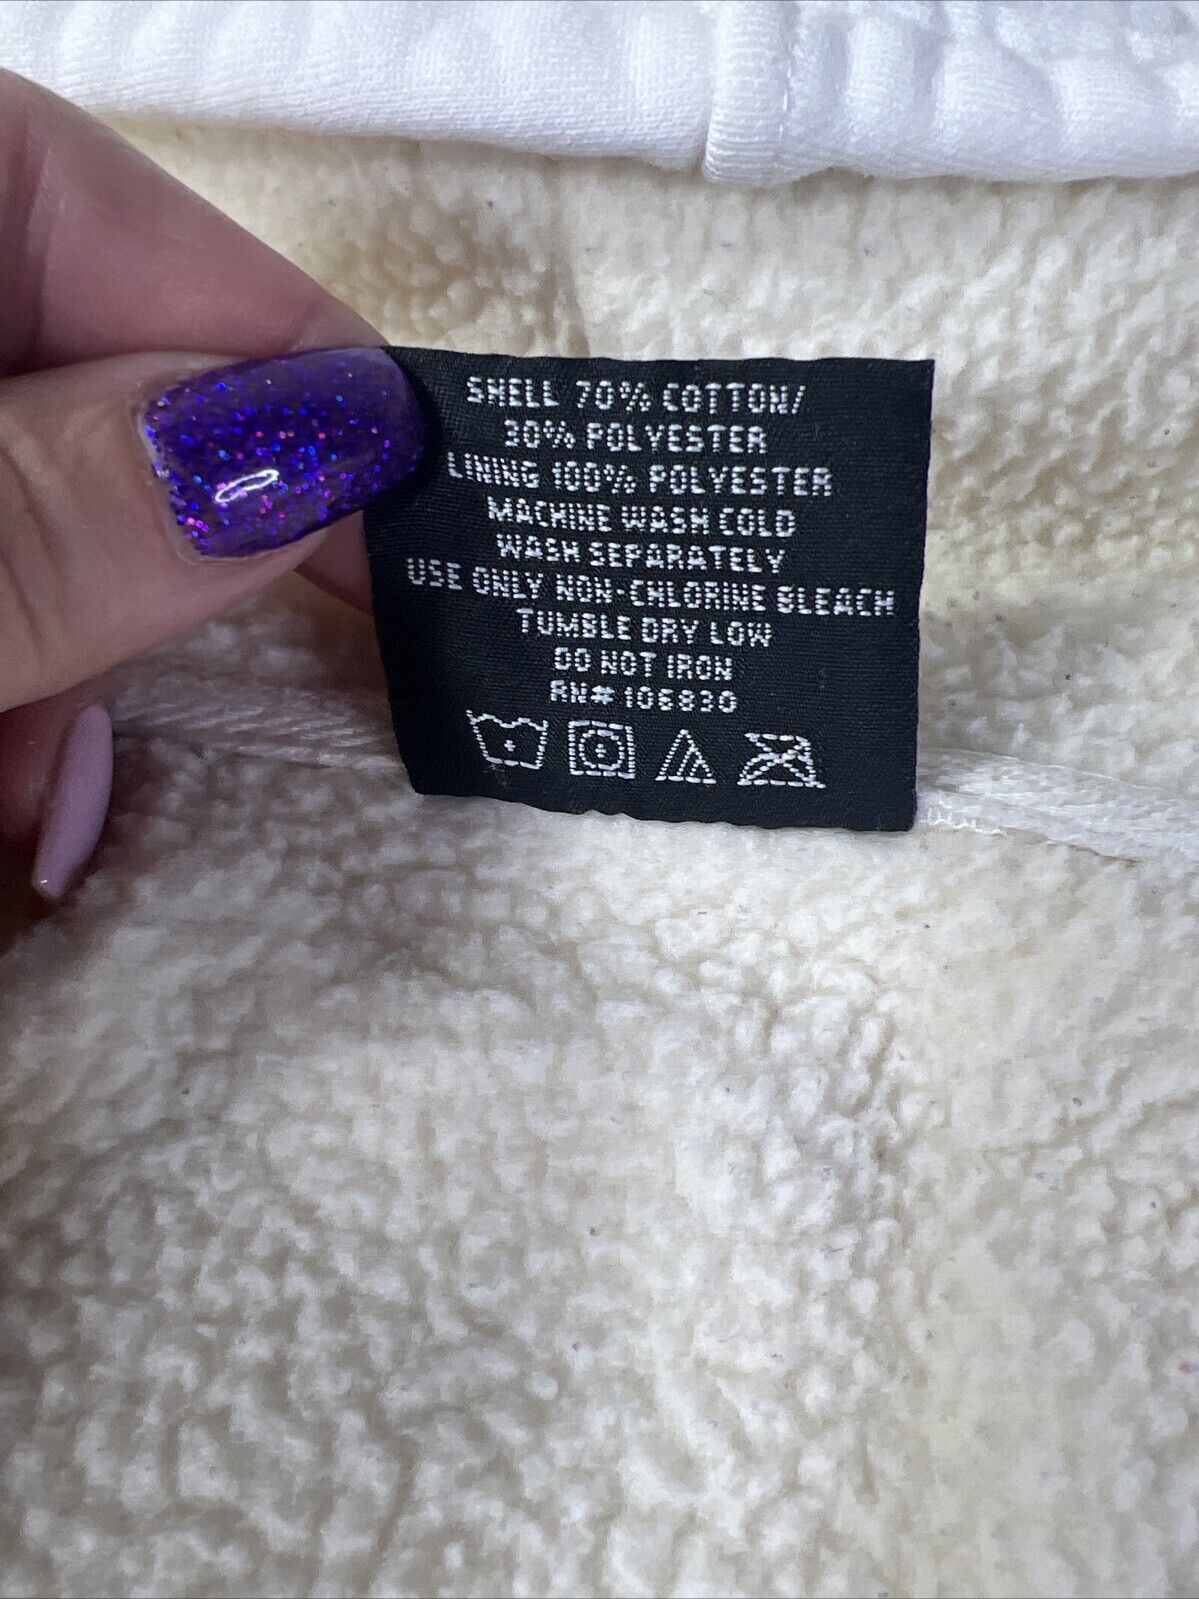 SHELL 70% COTTON/
30% POLYESTER
LINING 100% POLYESTER
MACHINE WASH COLD
WASH SEPARATELY
USE ONLY NON-CHLORINE BLEACH
TUMBLE DRY LOW
DO NOT IRON
RN# 106830